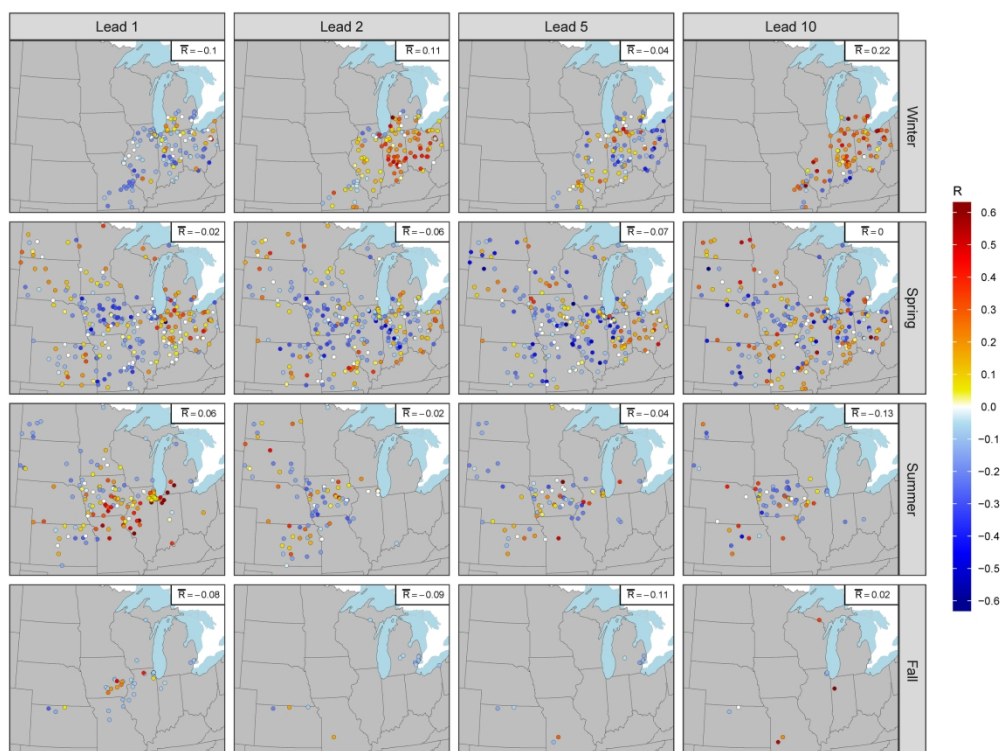 Lead 1
Lead 2
Lead 5
Lead 10
R̅ = −0.1
R̅ = 0.11
R̅ = −0.04
R̅ = 0.22
Winter
R̅ = −0.02
R̅ = −0.06
R̅ = −0.07
R̅ = 0
Spring
R̅ = 0.06
R̅ = −0.02
R̅ = −0.04
R̅ = −0.13
Summer
R̅ = −0.08
R̅ = −0.09
R̅ = −0.11
R̅ = 0.02
Fall
R
0.6
0.5
0.4
0.3
0.2
0.1
0.0
−0.1
−0.2
−0.3
−0.4
−0.5
−0.6